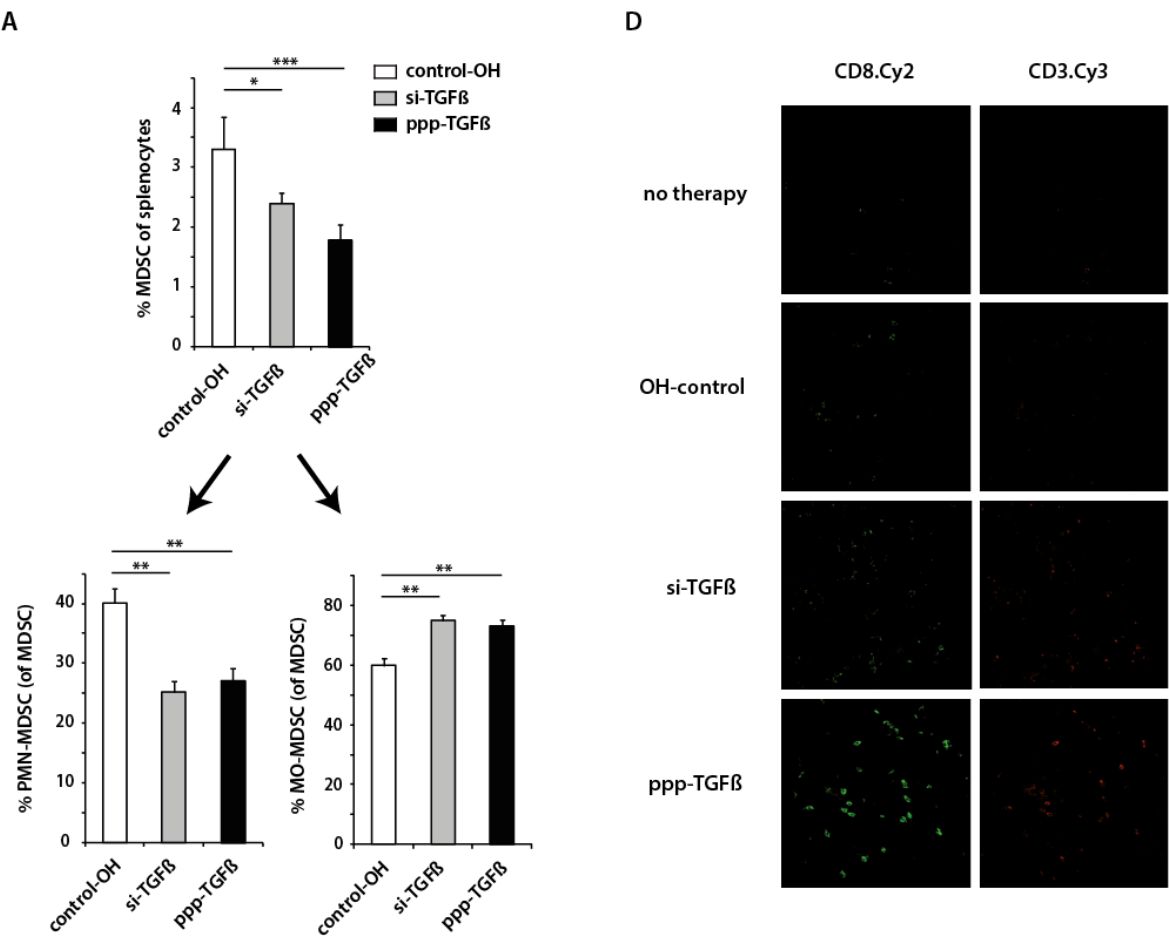 A
***
*
control-OH
si-TGFß
ppp-TGFß
% MDSC of splenocytes
4
3
2
1
0
control-OH
si-TGFß
ppp-TGFß
**
**
% PMN-MDSC (of MDSC)
40
30
20
10
0
control-OH
si-TGFß
ppp-TGFß
**
**
% MO-MDSC (of MDSC)
80
60
40
20
0
control-OH
si-TGFß
ppp-TGFß
D
CD8.Cy2 CD3.Cy3
no therapy
OH-control
si-TGFß
ppp-TGFß